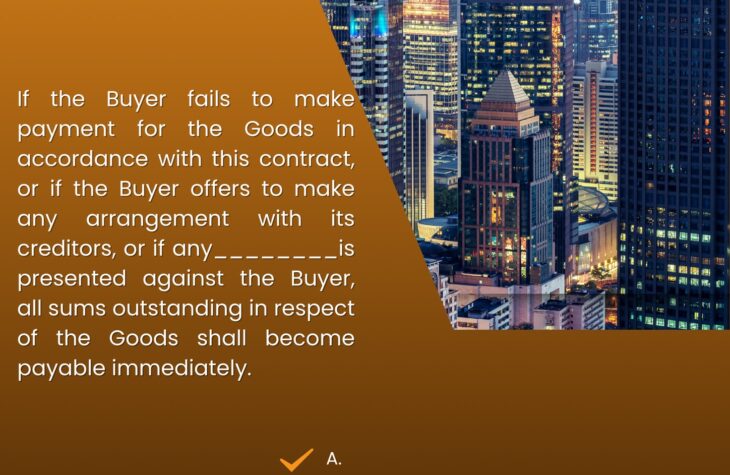 If the Buyer fails to make
payment for the Goods in
accordance with this contract,
or if the Buyer offers to make
any arrangement with its
creditors, or if any________is
presented against the Buyer,
all sums outstanding in respect
of the Goods shall become
payable immediately.
A.